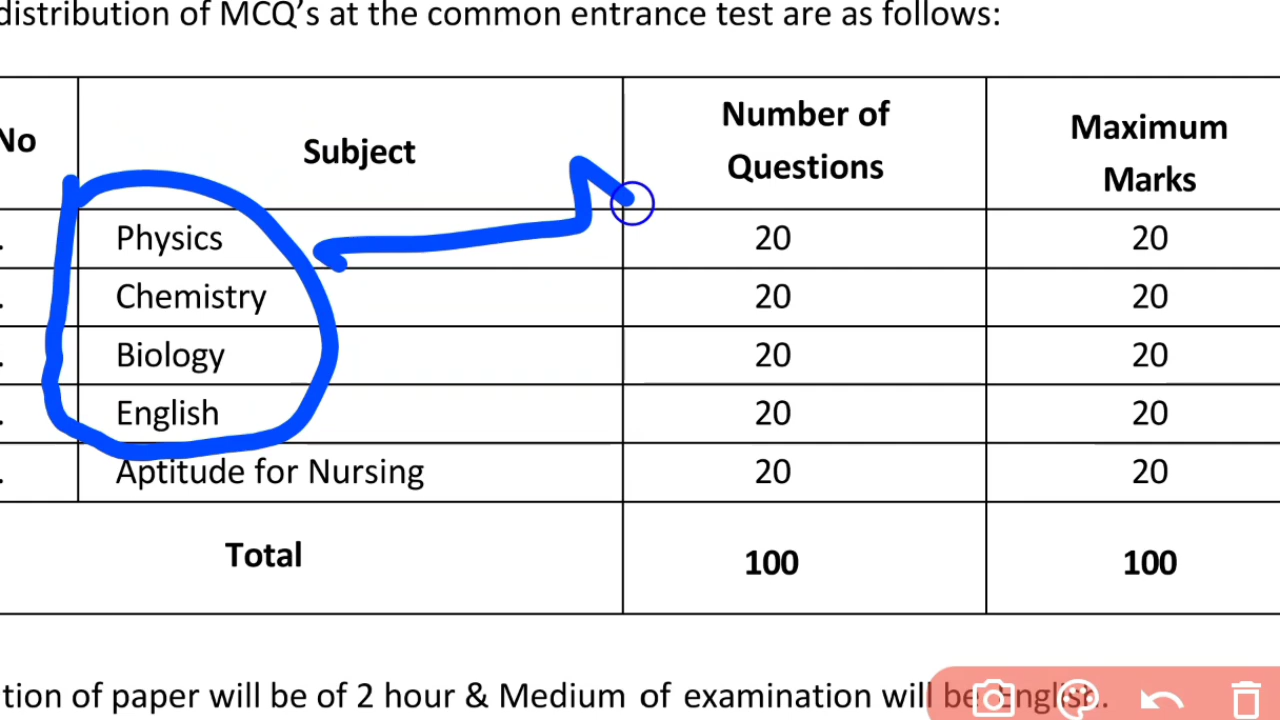 distribution of MCQ’s at the common entrance test are as follows:
No Subject Number of Questions Maximum Marks
. Physics 20 20
. Chemistry 20 20
. Biology 20 20
. English 20 20
. Aptitude for Nursing 20 20
Total 100 100
tion of paper will be of 2 hour & Medium of examination will be English.